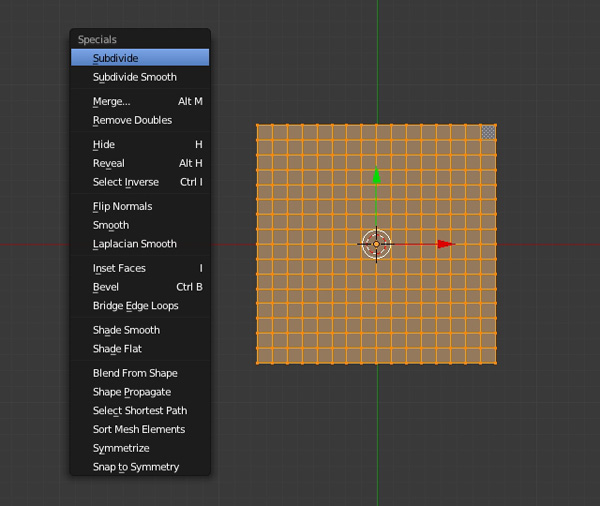 Specials
Subdivide
Subdivide Smooth
Merge... Alt M
Remove Doubles
Hide H
Reveal Alt H
Select Inverse Ctrl I
Flip Normals
Smooth
Laplacian Smooth
Inset Faces I
Bevel Ctrl B
Bridge Edge Loops
Shade Smooth
Shade Flat
Blend From Shape
Shape Propagate
Select Shortest Path
Sort Mesh Elements
Symmetrize
Snap to Symmetry